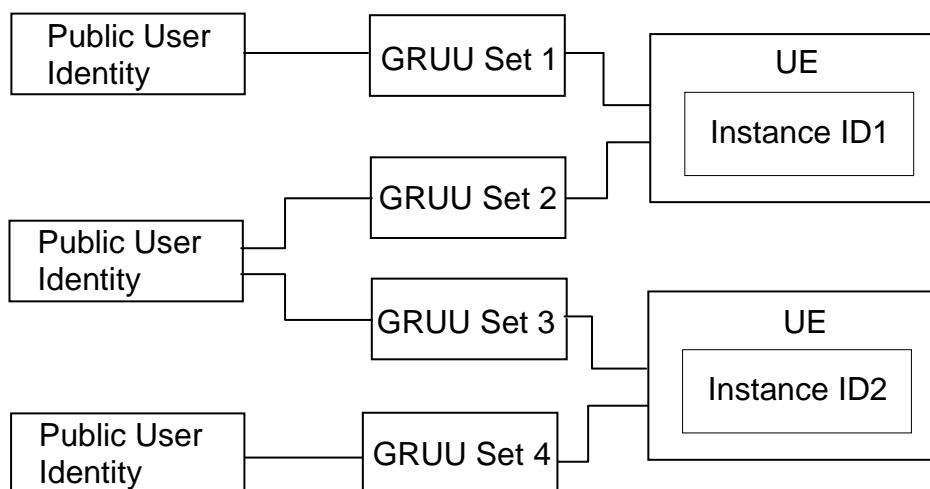 Public User
Identity
GRUU Set 1
UE
Instance ID1
GRUU Set 2
Public User
Identity
GRUU Set 3
UE
Instance ID2
Public User
Identity
GRUU Set 4